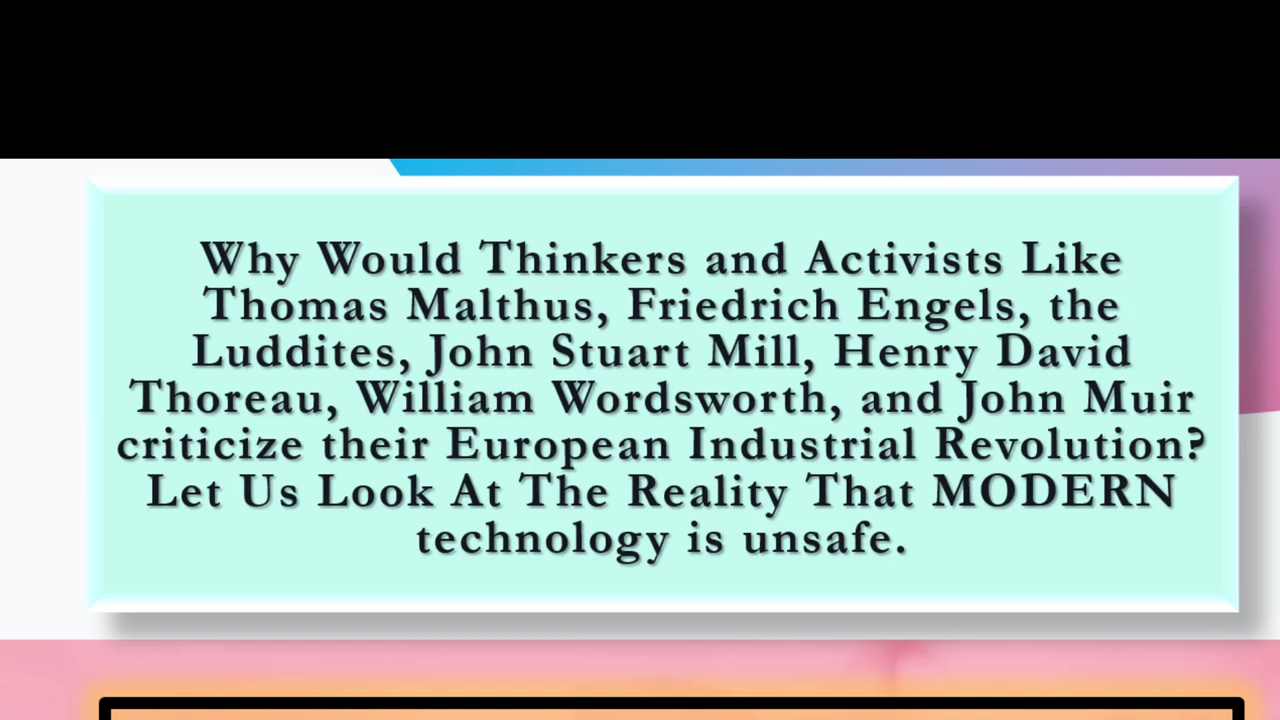 Why Would Thinkers and Activists Like
Thomas Malthus, Friedrich Engels, the
Luddites, John Stuart Mill, Henry David
Thoreau, William Wordsworth, and John Muir
criticize their European Industrial Revolution?
Let Us Look At The Reality That MODERN
technology is unsafe.